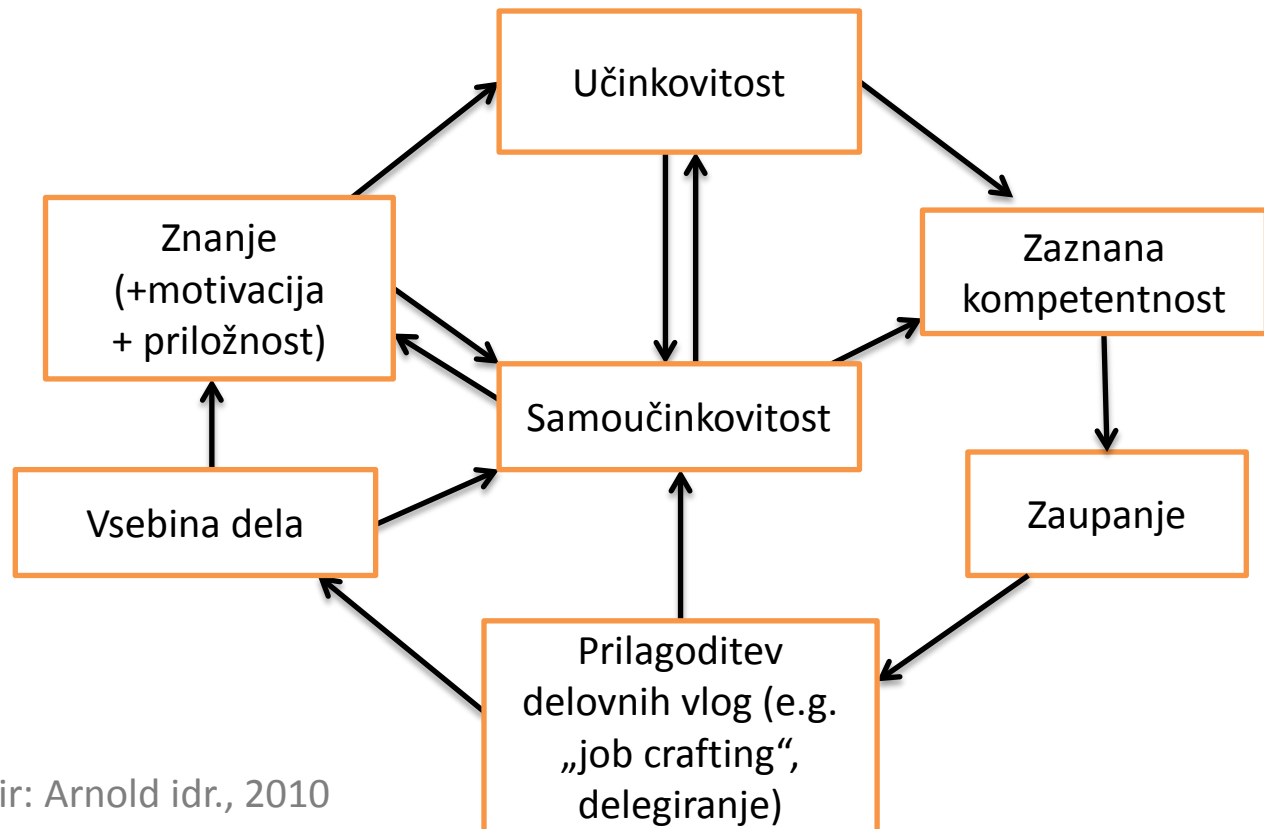 Učinkovitost
Znanje
(+motivacija
+ priložnost)
Zaznana
kompetentnost
Samoučinkovitost
Vsebina dela
Zaupanje
Prilagoditev
delovnih vlog (e.g.
„job crafting“,
delegiranje)
ir: Arnold idr., 2010